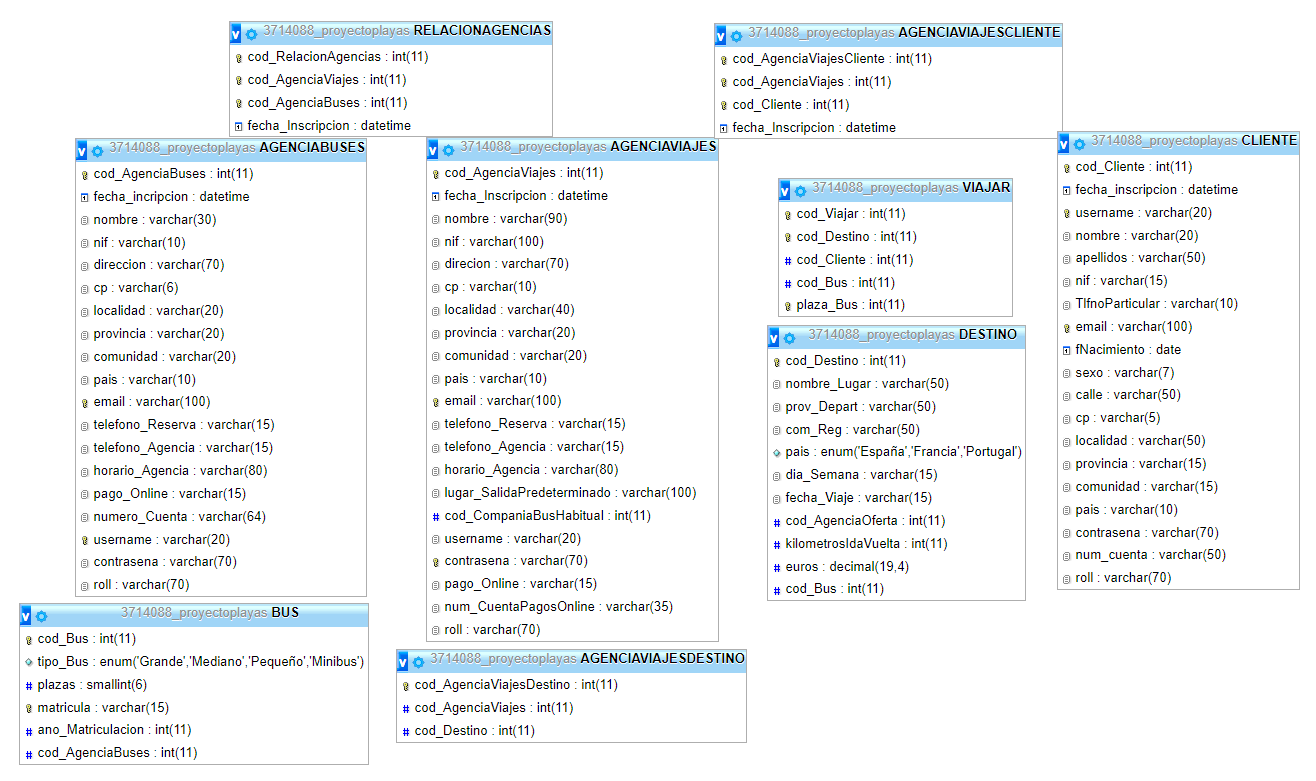 3714088_proyectoplayas RELACIONAGENCIAS
cod_RelacionAgencias : int(11)
cod_AgenciaViajes : int(11)
cod_AgenciaBuses : int(11)
fecha_Inscripcion : datetime
3714088_proyectoplayas AGENCIAVIAJESCLIENTE
cod_AgenciaViajesCliente : int(11)
cod_AgenciaViajes : int(11)
cod_Cliente : int(11)
fecha_Inscripcion : datetime
3714088_proyectoplayas AGENCIABUSES
cod_AgenciaBuses : int(11)
fecha_incripcion : datetime
nombre : varchar(30)
nif : varchar(10)
direccion : varchar(70)
cp : varchar(6)
localidad : varchar(20)
provincia : varchar(20)
comunidad : varchar(20)
pais : varchar(10)
email : varchar(100)
telefono_Reserva : varchar(15)
telefono_Agencia : varchar(15)
horario_Agencia : varchar(80)
pago_Online : varchar(15)
numero_Cuenta : varchar(64)
username : varchar(20)
contrasena : varchar(70)
roll : varchar(70)
3714088_proyectoplayas AGENCIAVIAJES
cod_AgenciaViajes : int(11)
fecha_Inscripcion : datetime
nombre : varchar(90)
nif : varchar(100)
direcion : varchar(70)
cp : varchar(10)
localidad : varchar(40)
provincia : varchar(20)
comunidad : varchar(20)
pais : varchar(10)
email : varchar(100)
telefono_Reserva : varchar(15)
telefono_Agencia : varchar(15)
horario_Agencia : varchar(80)
lugar_SalidaPredeterminado : varchar(100)
cod_CompaniaBusHabitual : int(11)
username : varchar(20)
contrasena : varchar(70)
pago_Online : varchar(15)
num_CuentaPagosOnline : varchar(35)
roll : varchar(70)
3714088_proyectoplayas VIAJAR
cod_Viajar : int(11)
cod_Destino : int(11)
cod_Cliente : int(11)
cod_Bus : int(11)
plaza_Bus : int(11)
3714088_proyectoplayas DESTINO
cod_Destino : int(11)
nombre_Lugar : varchar(50)
prov_Depart : varchar(50)
com_Reg : varchar(50)
pais : enum('España','Francia','Portugal')
dia_Semana : varchar(15)
fecha_Viaje : varchar(15)
cod_AgenciaOferta : int(11)
kilometrosIdaVuelta : int(11)
euros : decimal(19,4)
cod_Bus : int(11)
3714088_proyectoplayas CLIENTE
cod_Cliente : int(11)
fecha_inscripcion : datetime
username : varchar(20)
nombre : varchar(20)
apellidos : varchar(50)
nif : varchar(15)
TlfnoParticular : varchar(10)
email : varchar(100)
fNacimiento : date
sexo : varchar(7)
calle : varchar(50)
cp : varchar(5)
localidad : varchar(50)
provincia : varchar(15)
comunidad : varchar(15)
pais : varchar(10)
contrasena : varchar(70)
num_cuenta : varchar(50)
roll : varchar(70)
3714088_proyectoplayas BUS
cod_Bus : int(11)
tipo_Bus : enum('Grande','Mediano','Pequeño','Minibus')
plazas : smallint(6)
matricula : varchar(15)
ano_Matriculacion : int(11)
cod_AgenciaBuses : int(11)
3714088_proyectoplayas AGENCIAVIAJESDESTINO
cod_AgenciaViajesDestino : int(11)
cod_AgenciaViajes : int(11)
cod_Destino : int(11)